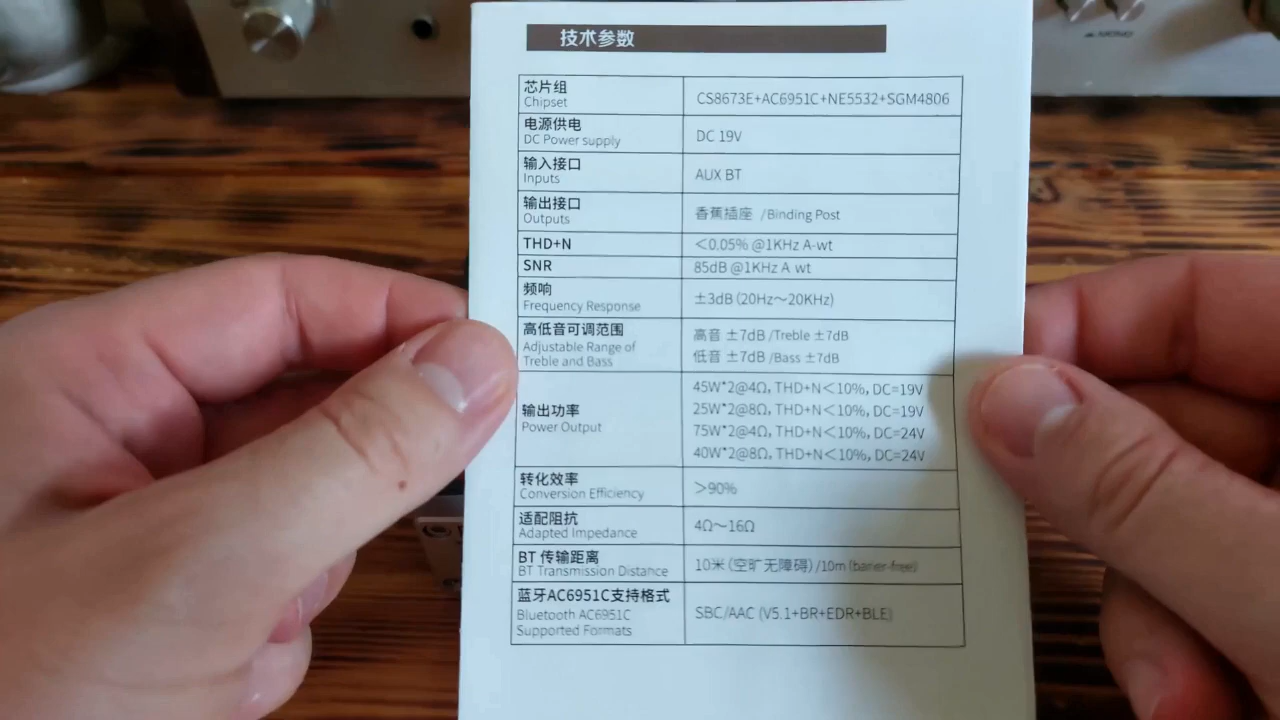 MONO
技术参数
芯片组
Chipset
CS8673E+AC6951C+NE5532+SGM4806
电源供电
DC Power supply
DC 19V
输入接口
Inputs
AUX BT
输出接口
Outputs
香蕉插座 /Binding Post
THD+N
<0.05% @1KHz A-wt
SNR
85dB @1KHz A wt
频响
Frequency Response
±3dB (20Hz~20KHz)
高低音可调范围
Adjustable Range of
Treble and Bass
高音 ±7dB /Treble ±7dB
低音 ±7dB /Bass ±7dB
输出功率
Power Output
45W*2@4Ω, THD+N<10%, DC=19V
25W*2@8Ω, THD+N<10%, DC=19V
75W*2@4Ω, THD+N<10%, DC=24V
40W*2@8Ω, THD+N<10%, DC=24V
转化效率
Conversion Efficiency
>90%
适配阻抗
Adapted Impedance
4Ω~16Ω
BT 传输距离
BT Transmission Distance
10米 (空旷无障碍) /10m (barier-free)
蓝牙AC6951C支持格式
Bluetooth AC6951C
Supported Formats
SBC/AAC (V5.1+BR+EDR+BLE)